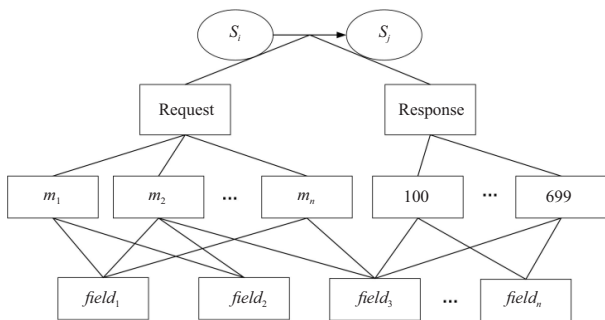 S_i S_j
Request Response
m_1 m_2 ... m_n 100 ... 699
field_1 field_2 field_3 ... field_n